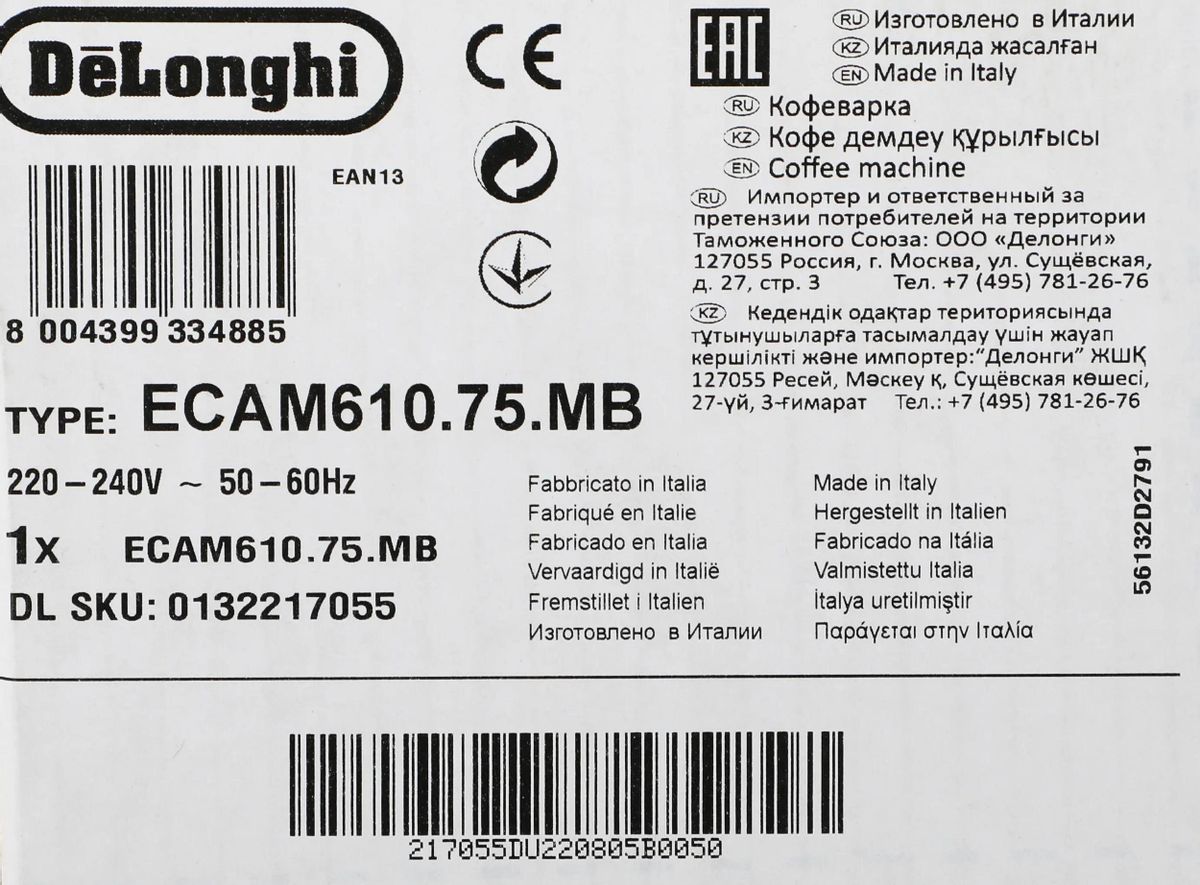 DēLonghi
CE
EAC
RU Изготовлено в Италии
KZ Италияда жасалған
EN Made in Italy
RU Кофеварка
KZ Кофе демдеу құрылғысы
EN Coffee machine
EAN13
8 004399 334885
RU Импортер и ответственный за
претензии потребителей на территории
Таможенного Союза: ООО «Делонги»
127055 Россия, г. Москва, ул. Сущёвская,
д. 27, стр. 3 Тел. +7 (495) 781-26-76
KZ Кедендік одақтар териториясында
тұтынушыларға тасымалдау үшін жауап
кершілікті және импортер:“Делонги” ЖШҚ
127055 Ресей, Мәскеу қ, Сущёвская көшесі,
27-үй, 3-ғимарат Тел.: +7 (495) 781-26-76
TYPE: ECAM610.75.MB
220–240V ~ 50–60Hz
1x ECAM610.75.MB
DL SKU: 0132217055
Fabbricato in Italia
Fabriqué en Italie
Fabricado en Italia
Vervaardigd in Italië
Fremstillet i Italien
Изготовлено в Италии
Made in Italy
Hergestellt in Italien
Fabricado na Itália
Valmistettu Italia
İtalya uretilmiştir
Παράγεται στην Ιταλία
56132D2791
217055DU220805B0050